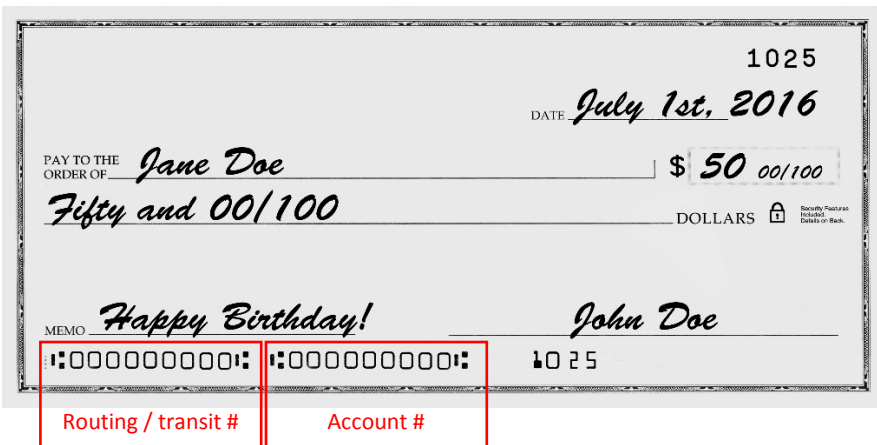 1025
DATE July 1st, 2016
PAY TO THE
ORDER OF Jane Doe $ 50 00/100
Fifty and 00/100 DOLLARS
Security Features
Included.
Details on Back.
MEMO Happy Birthday! John Doe
⑆000000000⑆ ⑆000000000⑆ 1025
Routing / transit # Account #